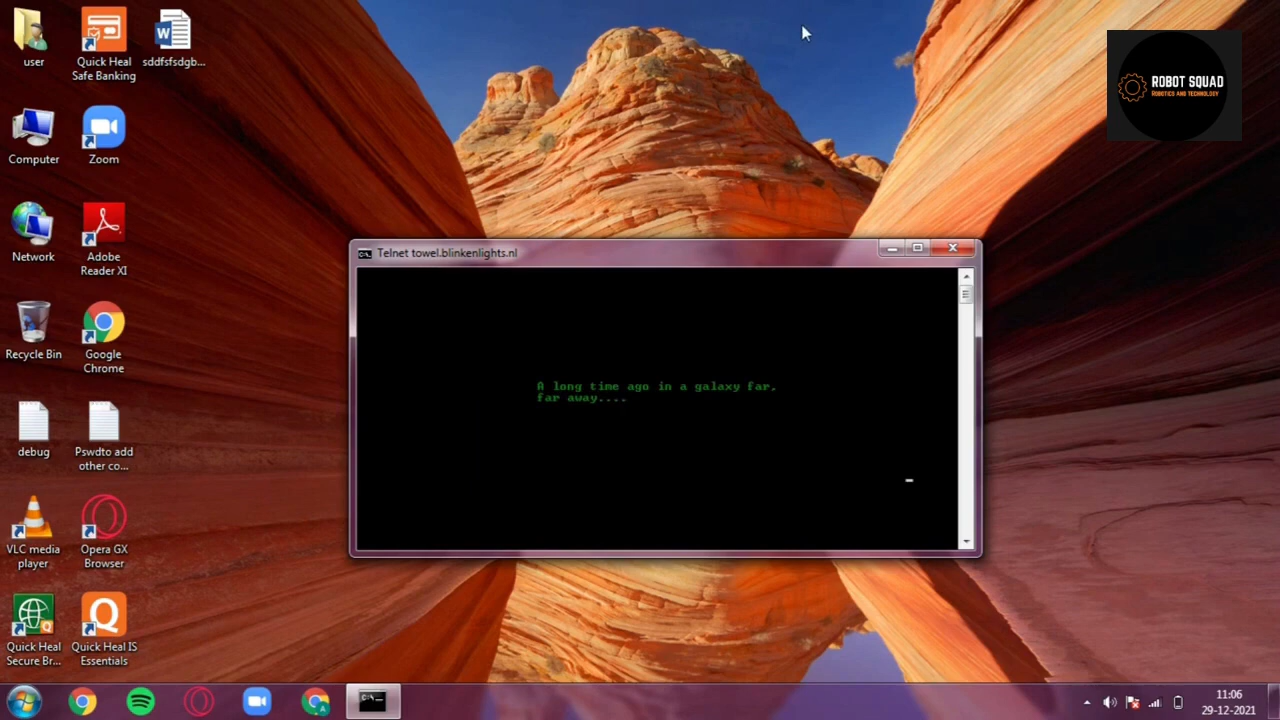 user
Quick Heal
Safe Banking
sddfsfsdgb...
Computer
Zoom
Network
Adobe
Reader XI
Recycle Bin
Google
Chrome
debug
Pswdto add
other co...
VLC media
player
Opera GX
Browser
Quick Heal
Secure Br...
Quick Heal IS
Essentials
ROBOT SQUAD
ROBOTICS AND TECHNOLOGY
Telnet towel.blinkenlights.nl
A long time ago in a galaxy far,
far away....
11:06
29-12-2021